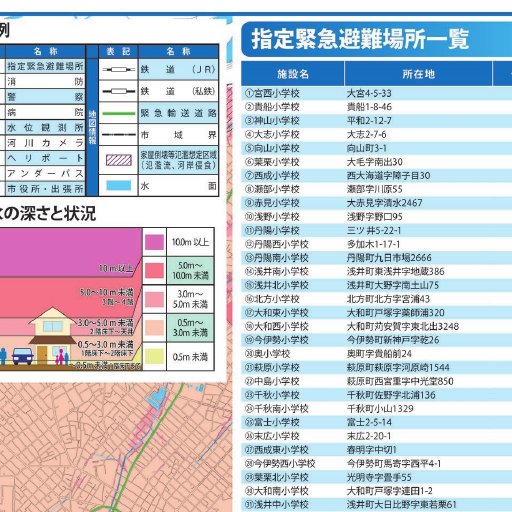 例
名称
表記
名称
指定緊急避難場所
消防
警察
病院
水位観測所
河川カメラ
ヘリポート
アンダーパス
市役所・出張所
地図情報
鉄道(JR)
鉄道(私鉄)
緊急輸送道路
市域界
家屋倒壊等氾濫想定区域
(氾濫流、河岸侵食)
水面
の深さと状況
10m以上
5.0〜10m未満
3階〜4階
3.0〜5.0m未満
2階床下〜天井
0.5〜3.0m未満
1階床下〜2階床下
0.5m未満
10.0m以上
5.0m〜
10.0m未満
3.0m〜
5.0m未満
0.5m〜
3.0m未満
0.5m未満
指定緊急避難場所一覧
施設名 所在地
①宮西小学校 大宮4-5-33
②貴船小学校 貴船1-8-46
③神山小学校 平和2-12-7
④大志小学校 大志2-7-6
⑤向山小学校 向山町3-1
⑥葉栗小学校 大毛字南出30
⑦西成小学校 西大海道字障子目30
⑧瀬部小学校 瀬部字川原55
⑨赤見小学校 大赤見字清水2467
⑩浅野小学校 浅野字野口95
⑪丹陽小学校 三ツ井5-22-1
⑫丹陽西小学校 多加木1-17-1
⑬丹陽南小学校 丹陽町九日市場2666
⑭浅井南小学校 浅井町東浅井字地蔵386
⑮浅井北小学校 浅井町大野字南土山75
⑯北方小学校 北方町北方字宮浦43
⑰大和東小学校 大和町戸塚字薬師浦320
⑱大和西小学校 大和町苅安賀字東北出3248
⑲今伊勢小学校 今伊勢町新神戸字乾26
⑳奥小学校 奥町字貴船前24
㉑萩原小学校 萩原町萩原字河原崎1544
㉒中島小学校 萩原町西宮重字中光堂850
㉓千秋小学校 千秋町佐野字北浦136
㉔千秋南小学校 千秋町小山1329
㉕富士小学校 富士2-5-14
㉖末広小学校 末広2-20-1
㉗西成東小学校 春明字中切1
㉘今伊勢西小学校 今伊勢町馬寄字西平4-1
㉙葉栗北小学校 光明寺字畳手55
㉚大和南小学校 大和町戸塚字連田1-2
㉛浅井中小学校 浅井町大日比野字東若栗61